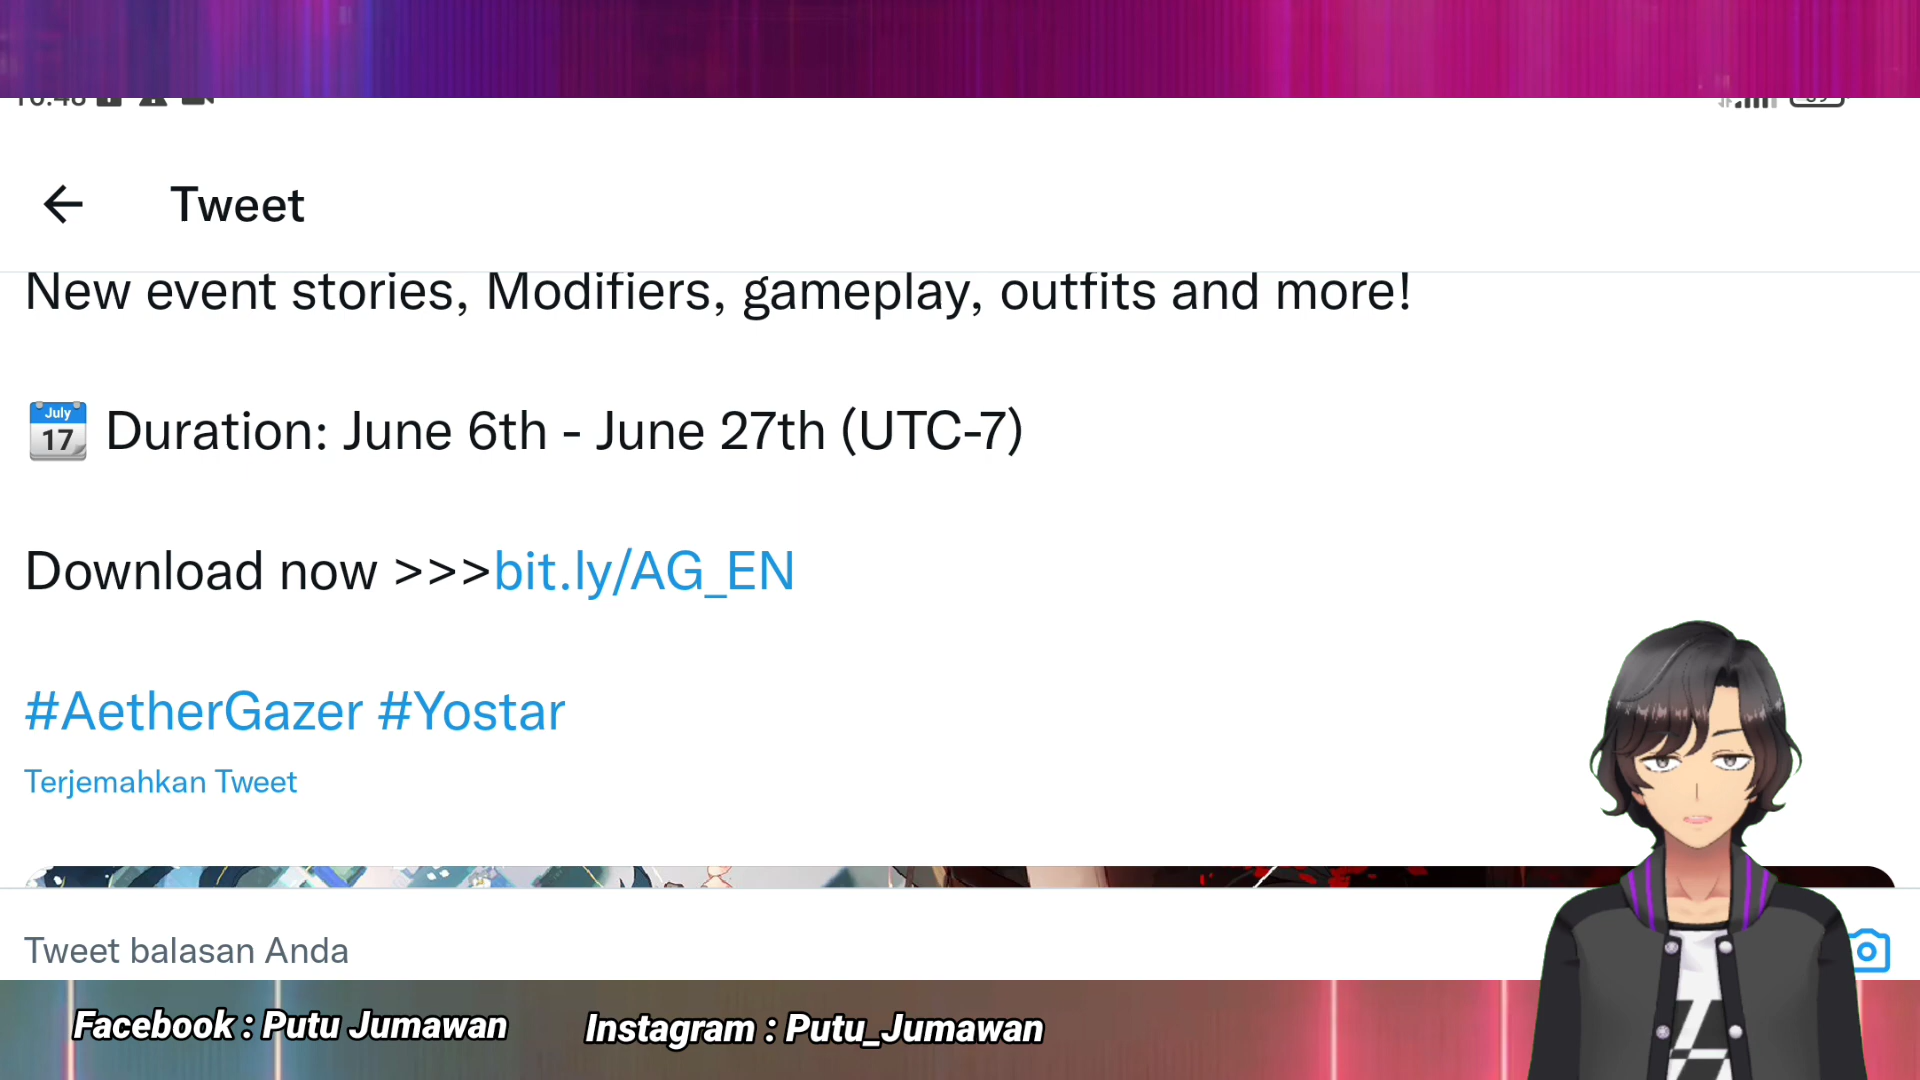 Tweet
New event stories, Modifiers, gameplay, outfits and more!
July
17
Duration: June 6th - June 27th (UTC-7)
Download now >>>bit.ly/AG_EN
#AetherGazer #Yostar
Terjemahkan Tweet
Tweet balasan Anda
Facebook : Putu Jumawan
Instagram : Putu_Jumawan